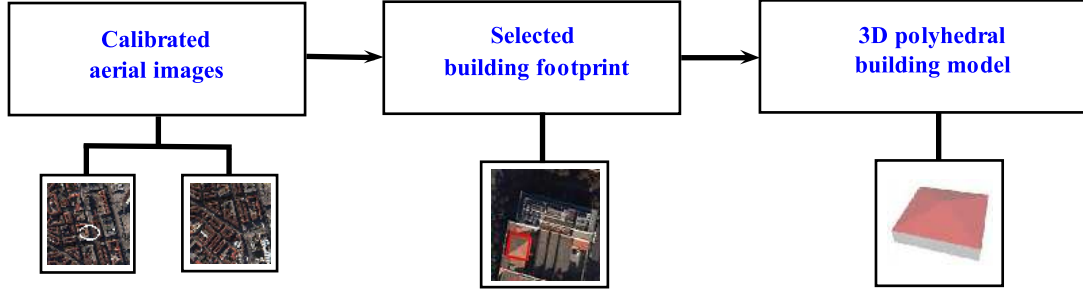 Calibrated
aerial images
Selected
building footprint
3D polyhedral
building model